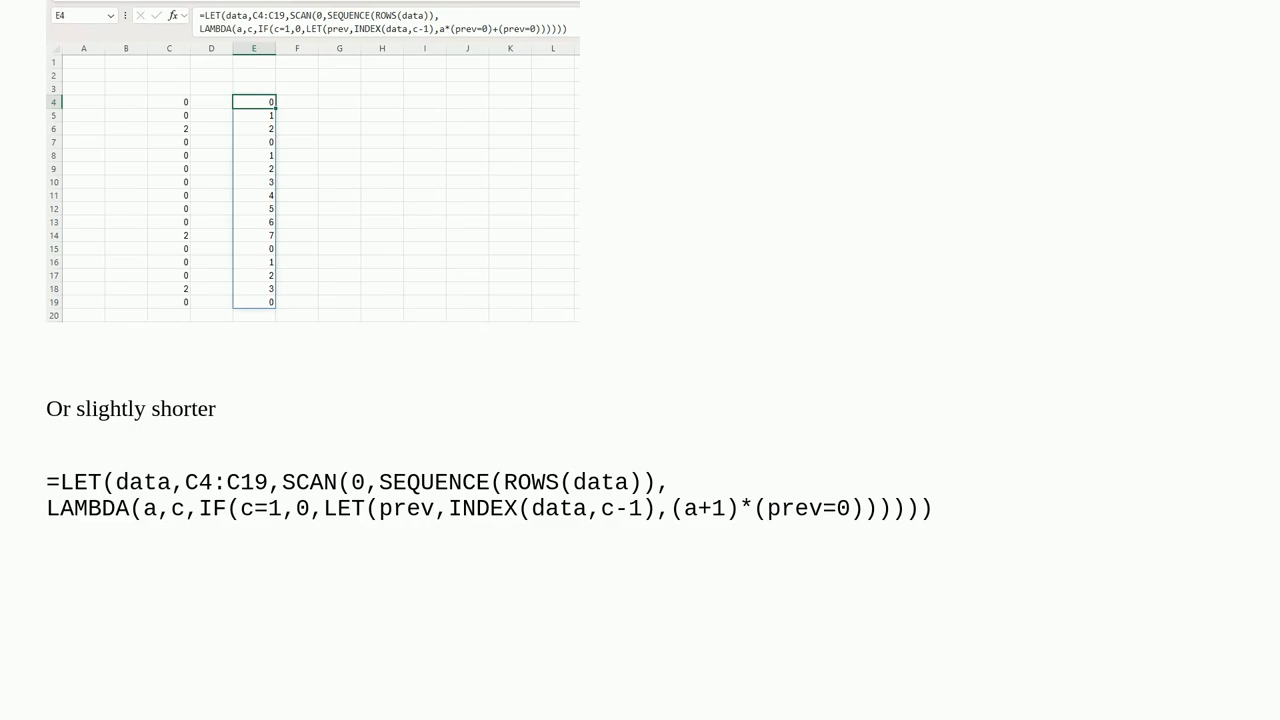 E4 fx =LET(data,C4:C19,SCAN(0,SEQUENCE(ROWS(data)),
LAMBDA(a,c,IF(c=1,0,LET(prev,INDEX(data,c-1),a*(prev=0)+(prev=0))))))
A B C D E F G H I J K L
1
2
3
4 0 0
5 0 1
6 2 2
7 0 0
8 0 1
9 0 2
10 0 3
11 0 4
12 0 5
13 0 6
14 2 7
15 0 0
16 0 1
17 0 2
18 2 3
19 0 0
20
Or slightly shorter
=LET(data,C4:C19,SCAN(0,SEQUENCE(ROWS(data)),
LAMBDA(a,c,IF(c=1,0,LET(prev,INDEX(data,c-1),(a+1)*(prev=0))))))